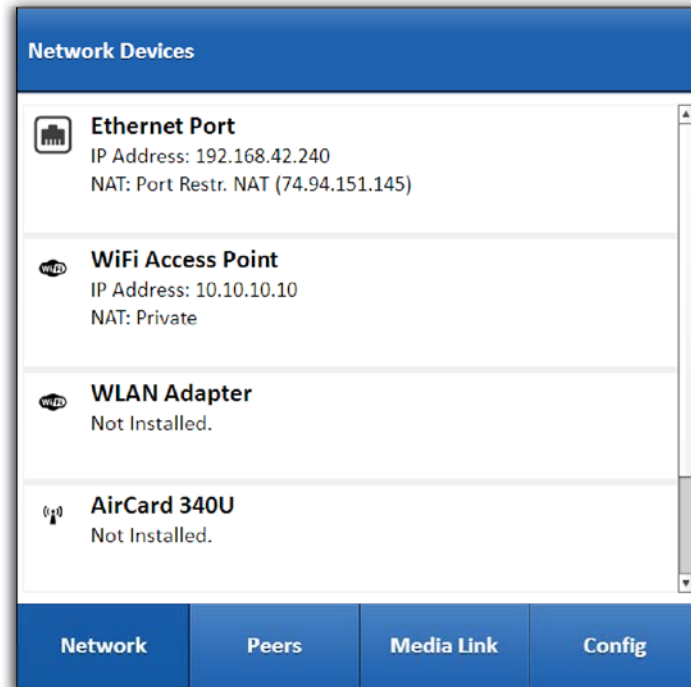 Network Devices
Ethernet Port
IP Address: 192.168.42.240
NAT: Port Restr. NAT (74.94.151.145)
WiFi
WiFi Access Point
IP Address: 10.10.10.10
NAT: Private
WiFi
WLAN Adapter
Not Installed.
AirCard 340U
Not Installed.
Network Peers Media Link Config